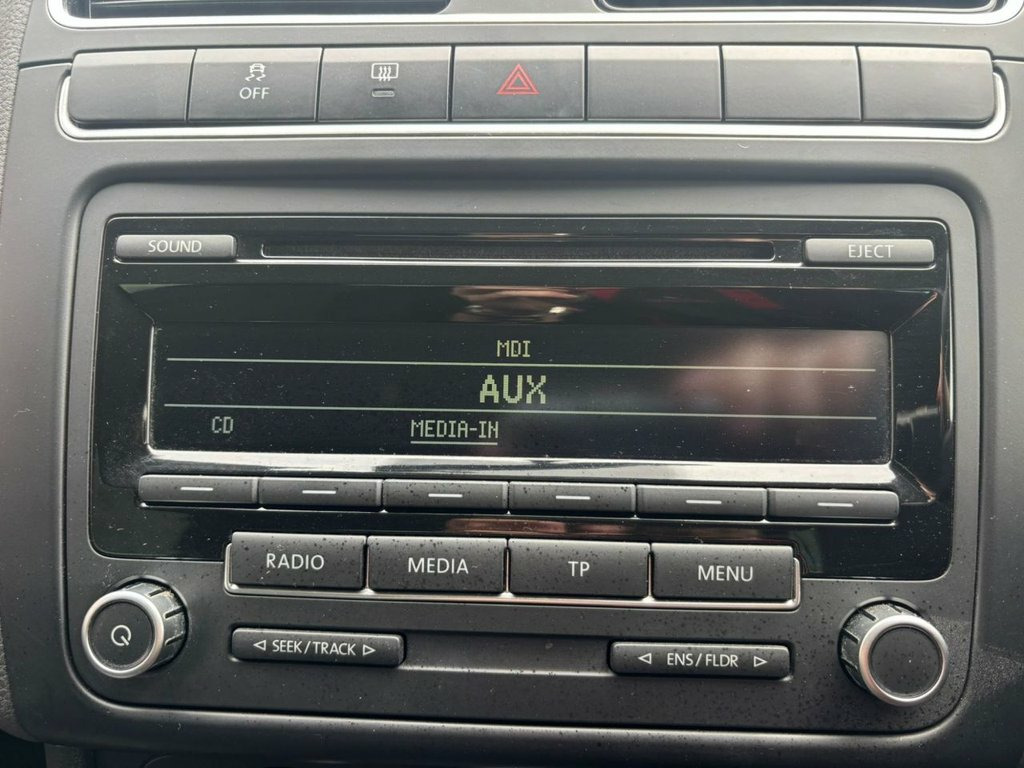 OFF
SOUND
EJECT
MDI
AUX
CD MEDIA-IN
RADIO MEDIA TP MENU
SEEK/TRACK
ENS/FLDR